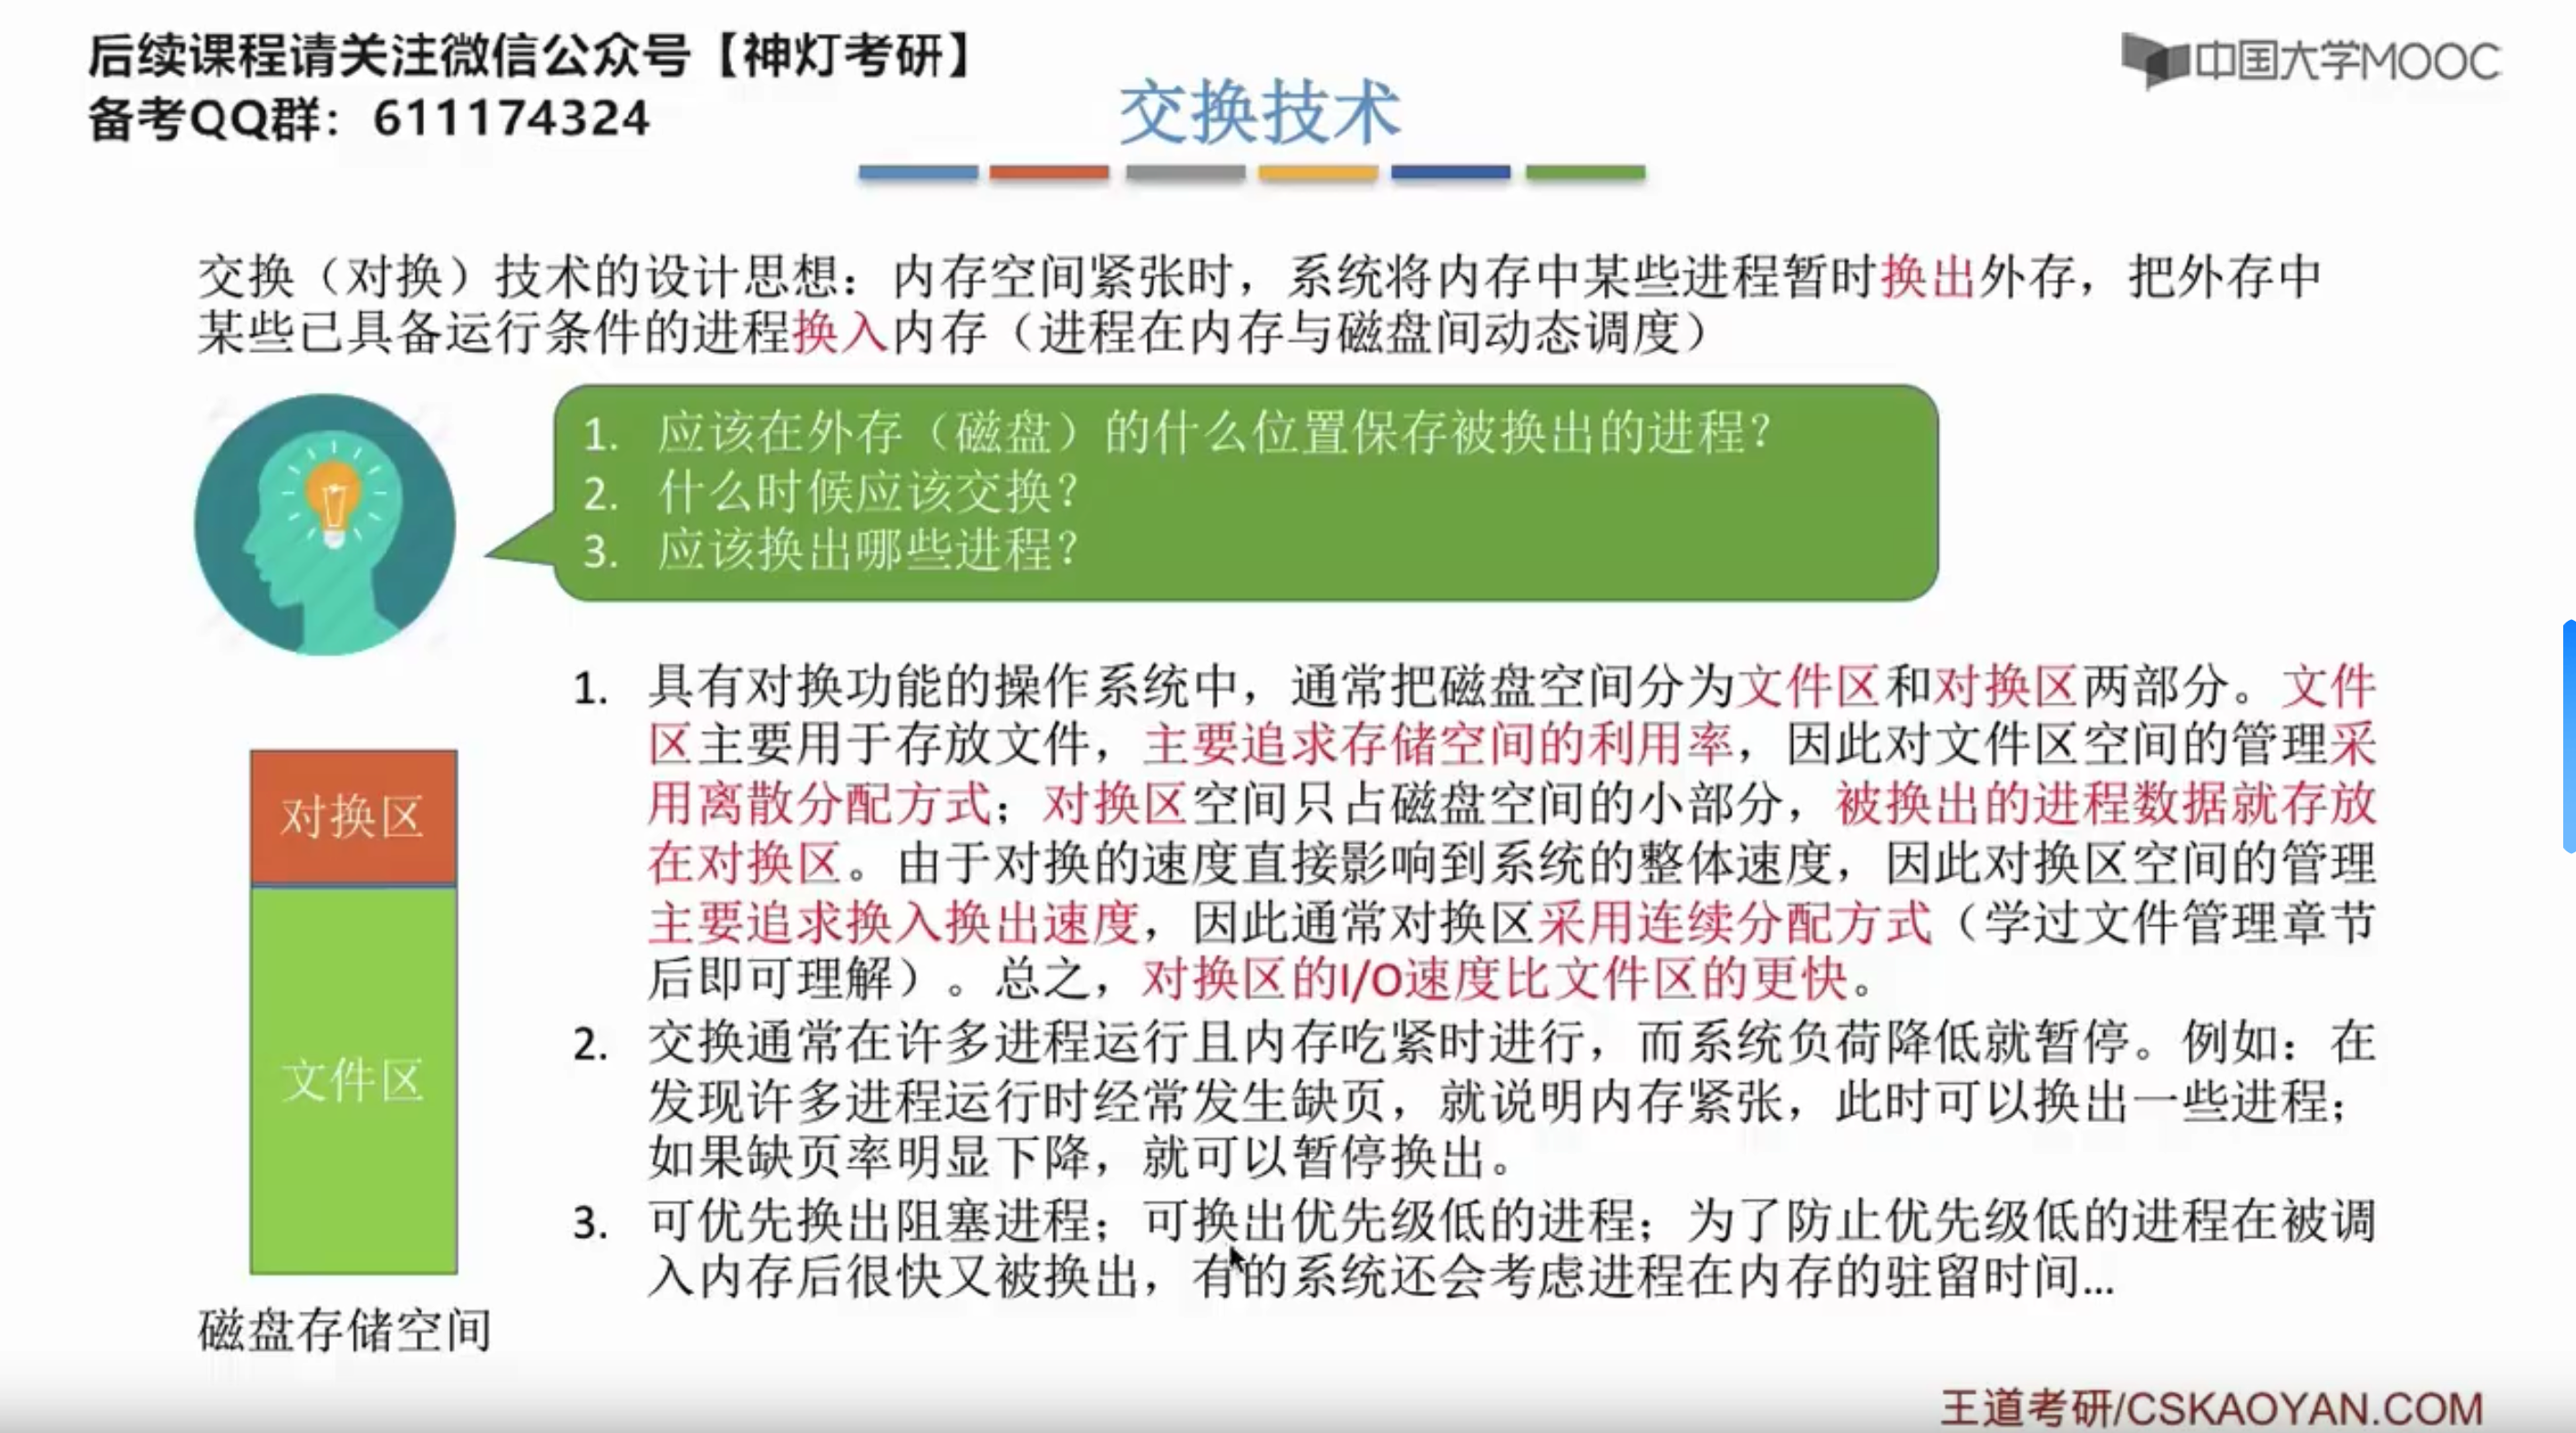 后续课程请关注微信公众号【神灯考研】
备考QQ群：611174324
中国大学MOOC
交换技术
交换（对换）技术的设计思想：内存空间紧张时，系统将内存中某些进程暂时换出外存，把外存中
某些已具备运行条件的进程换入内存（进程在内存与磁盘间动态调度）
1. 应该在外存（磁盘）的什么位置保存被换出的进程？
2. 什么时候应该交换？
3. 应该换出哪些进程？
1. 具有对换功能的操作系统中，通常把磁盘空间分为文件区和对换区两部分。文件
区主要用于存放文件，主要追求存储空间的利用率，因此对文件区空间的管理采
用离散分配方式；对换区空间只占磁盘空间的小部分，被换出的进程数据就存放
在对换区。由于对换的速度直接影响到系统的整体速度，因此对换区空间的管理
主要追求换入换出速度，因此通常对换区采用连续分配方式（学过文件管理章节
后即可理解）。总之，对换区的I/O速度比文件区的更快。
2. 交换通常在许多进程运行且内存吃紧时进行，而系统负荷降低就暂停。例如：在
发现许多进程运行时经常发生缺页，就说明内存紧张，此时可以换出一些进程；
如果缺页率明显下降，就可以暂停换出。
3. 可优先换出阻塞进程；可换出优先级低的进程；为了防止优先级低的进程在被调
入内存后很快又被换出，有的系统还会考虑进程在内存的驻留时间...
对换区
文件区
磁盘存储空间
王道考研/CSKAOYAN.COM